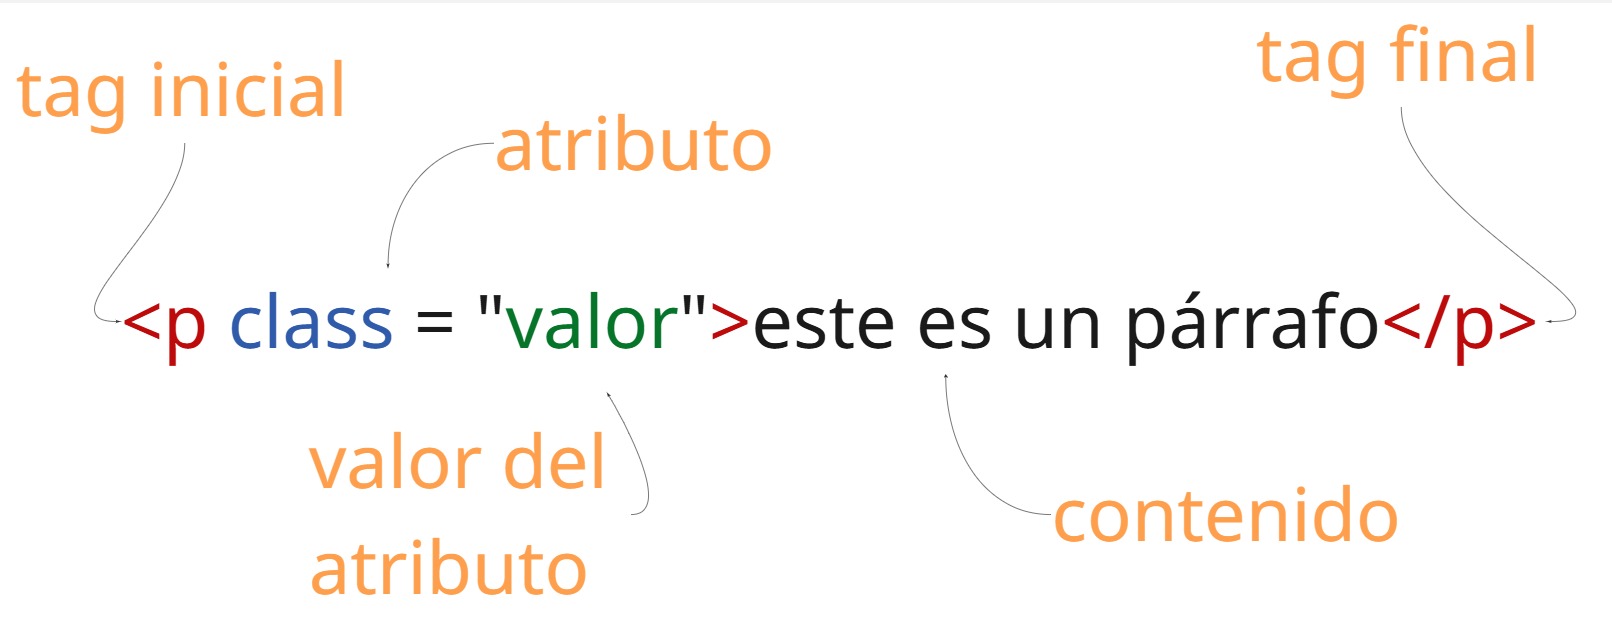 tag inicial
tag final
atributo
<p class = "valor">este es un párrafo</p>
valor del
atributo
contenido